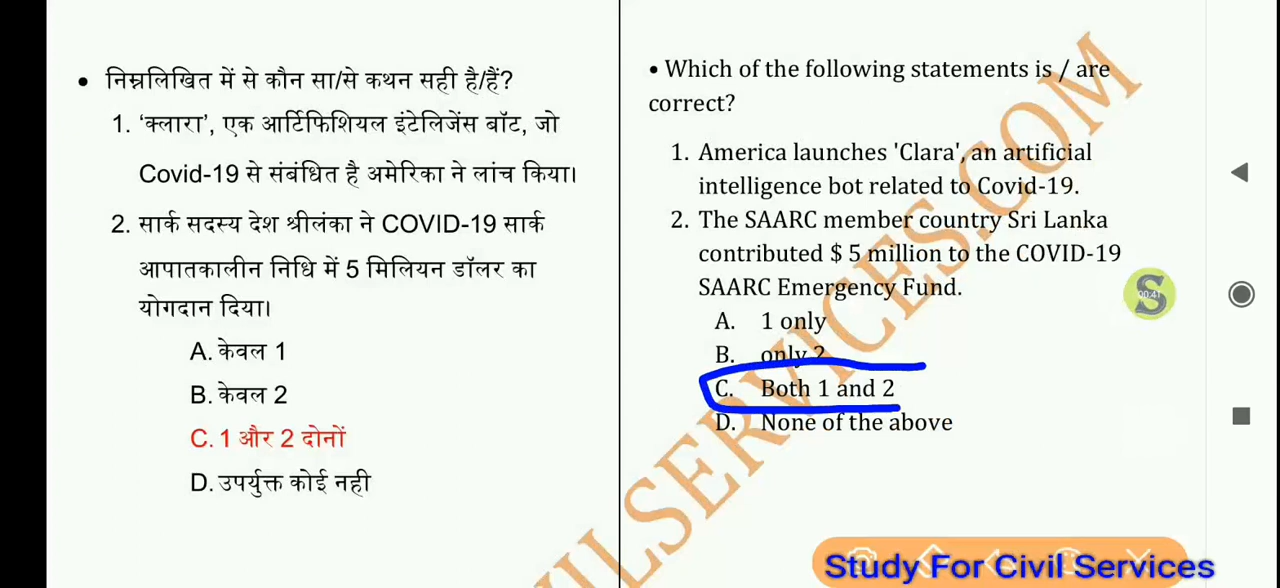 • निम्नलिखित में से कौन सा/से कथन सही है/हैं?
1. ‘क्लारा’, एक आर्टिफिशियल इंटेलिजेंस बॉट, जो
Covid-19 से संबंधित है अमेरिका ने लांच किया।
2. सार्क सदस्य देश श्रीलंका ने COVID-19 सार्क
आपातकालीन निधि में 5 मिलियन डॉलर का
योगदान दिया।
A. केवल 1
B. केवल 2
C. 1 और 2 दोनों
D. उपर्युक्त कोई नही
• Which of the following statements is / are
correct?
1. America launches 'Clara', an artificial
intelligence bot related to Covid-19.
2. The SAARC member country Sri Lanka
contributed $ 5 million to the COVID-19
SAARC Emergency Fund.
A. 1 only
B. only 2
C. Both 1 and 2
D. None of the above
S
00:41
ILSERVICES.COM
Study For Civil Services